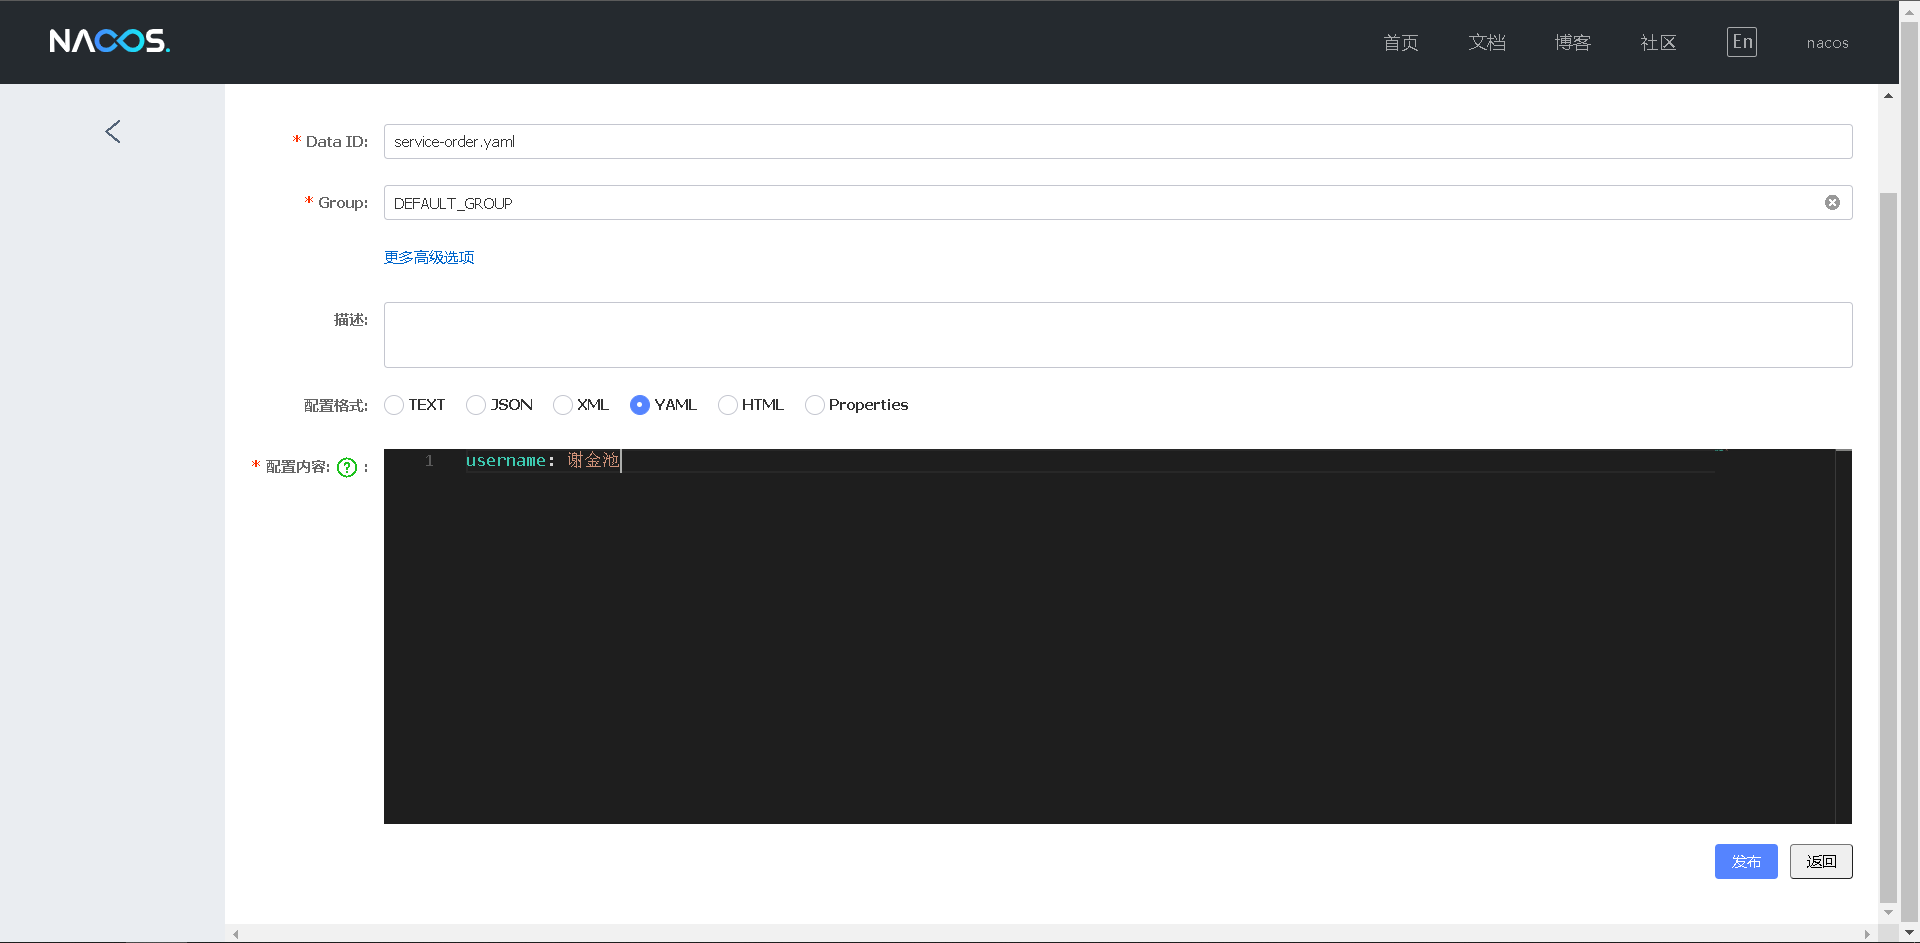 NACOS.
首页 文档 博客 社区 En nacos
* Data ID: service-order.yaml
* Group: DEFAULT_GROUP
更多高级选项
描述:
配置格式: TEXT JSON XML YAML HTML Properties
* 配置内容: ? :
1 username: 谢金池
发布 返回